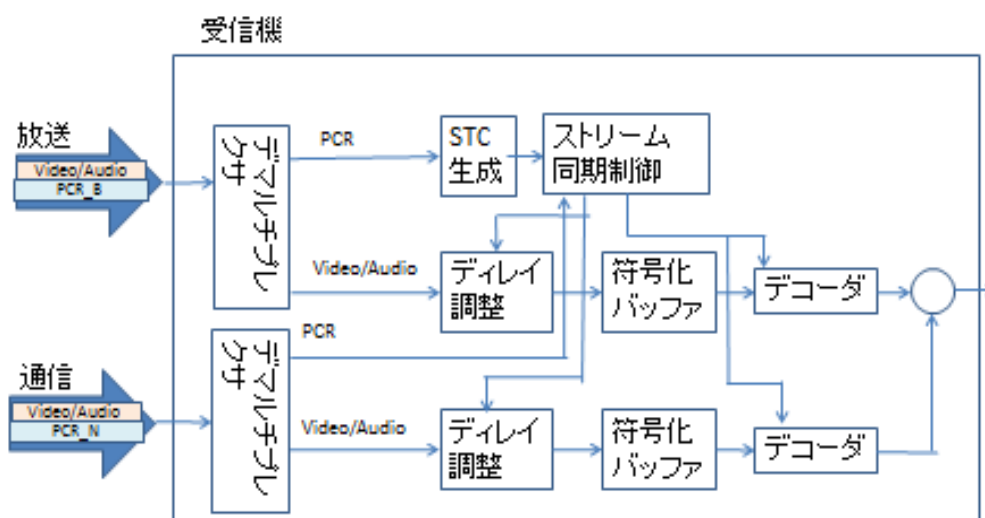 受信機
放送
Video/Audio
PCR_B
デマルチプレ
クサ
PCR
STC
生成
ストリーム
同期制御
Video/Audio
ディレイ
調整
符号化
バッファ
デコーダ
通信
Video/Audio
PCR_N
デマルチプレ
クサ
PCR
Video/Audio
ディレイ
調整
符号化
バッファ
デコーダ